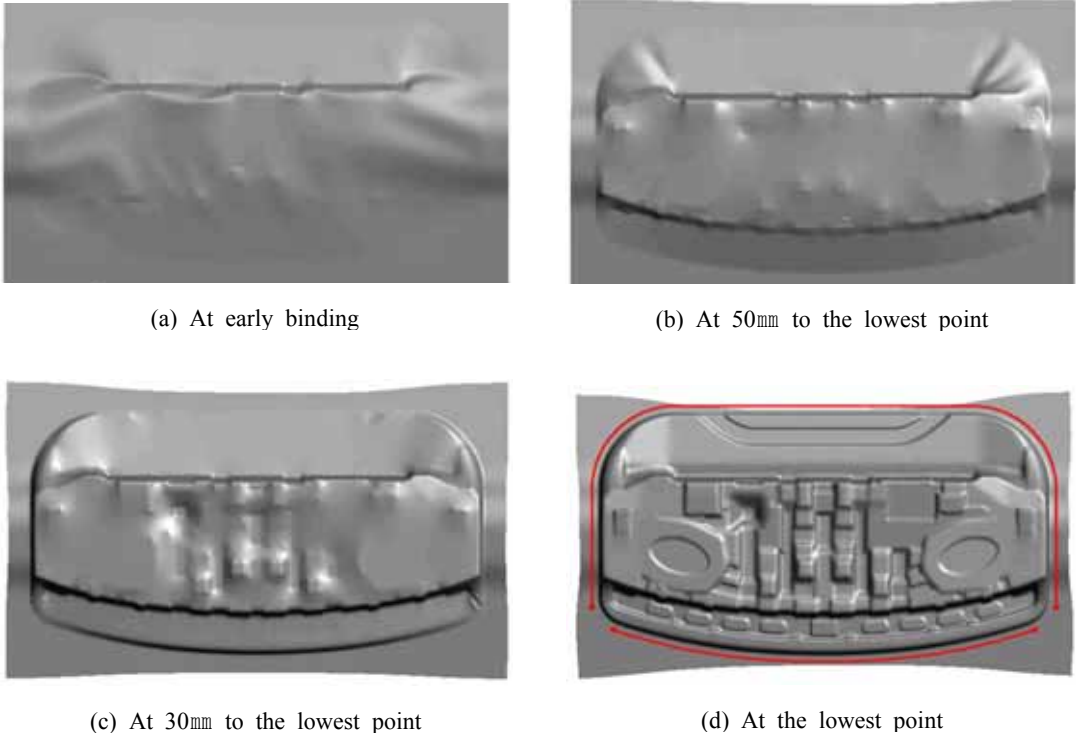 (a) At early binding
(b) At 50㎜ to the lowest point
(c) At 30㎜ to the lowest point
(d) At the lowest point